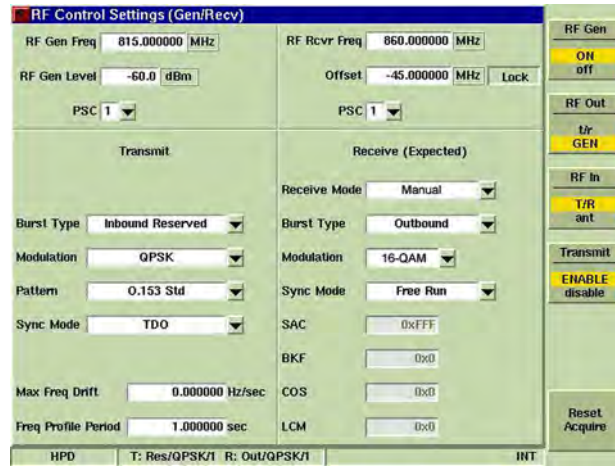 RF Control Settings (Gen/Recv)
RF Gen Freq 815.000000 MHz RF Rcvr Freq 860.000000 MHz
RF Gen Level -60.0 dBm Offset -45.000000 MHz Lock
PSC 1 PSC 1
Transmit Receive (Expected)
Receive Mode Manual
Burst Type Inbound Reserved Burst Type Outbound
Modulation QPSK Modulation 16-QAM
Pattern O.153 Std Sync Mode Free Run
Sync Mode TDO SAC 0xFFF
BKF 0x0
Max Freq Drift 0.000000 Hz/sec COS 0x0
Freq Profile Period 1.000000 sec LCM 0x0
HPD T: Res/QPSK/1 R: Out/QPSK/1 INT
RF Gen
ON
off
RF Out
t/r
GEN
RF In
T/R
ant
Transmit
ENABLE
disable
Reset
Acquire